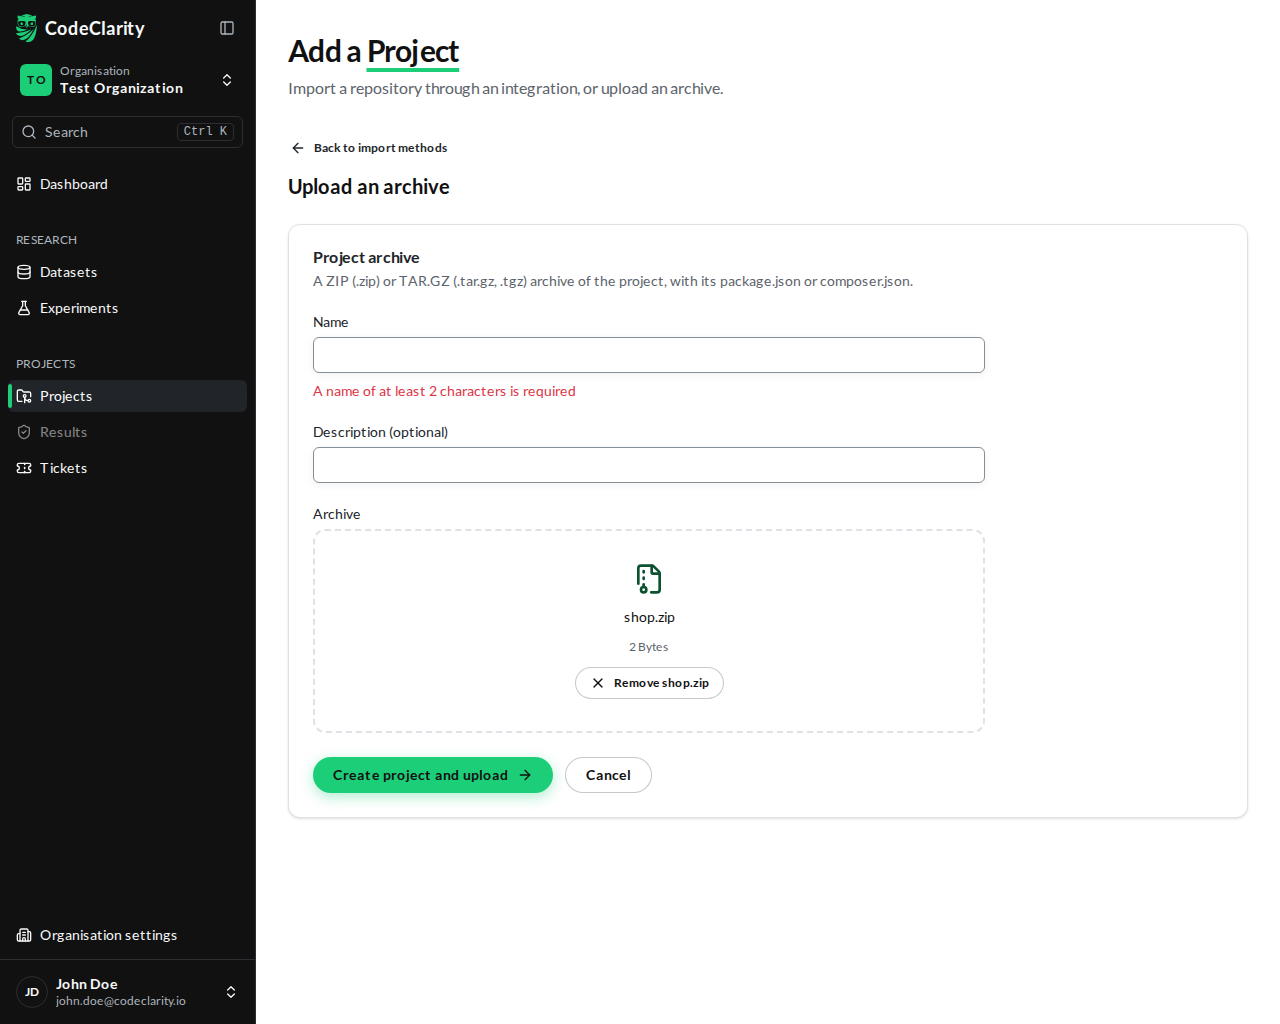 CodeClarity
TO
Organisation
Test Organization
Search
Ctrl K
Dashboard
RESEARCH
Datasets
Experiments
PROJECTS
Projects
Results
Tickets
Organisation settings
JD
John Doe
john.doe@codeclarity.io
Add a Project
Import a repository through an integration, or upload an archive.
Back to import methods
Upload an archive
Project archive
A ZIP (.zip) or TAR.GZ (.tar.gz, .tgz) archive of the project, with its package.json or composer.json.
Name
A name of at least 2 characters is required
Description (optional)
Archive
shop.zip
2 Bytes
Remove shop.zip
Create project and upload
Cancel